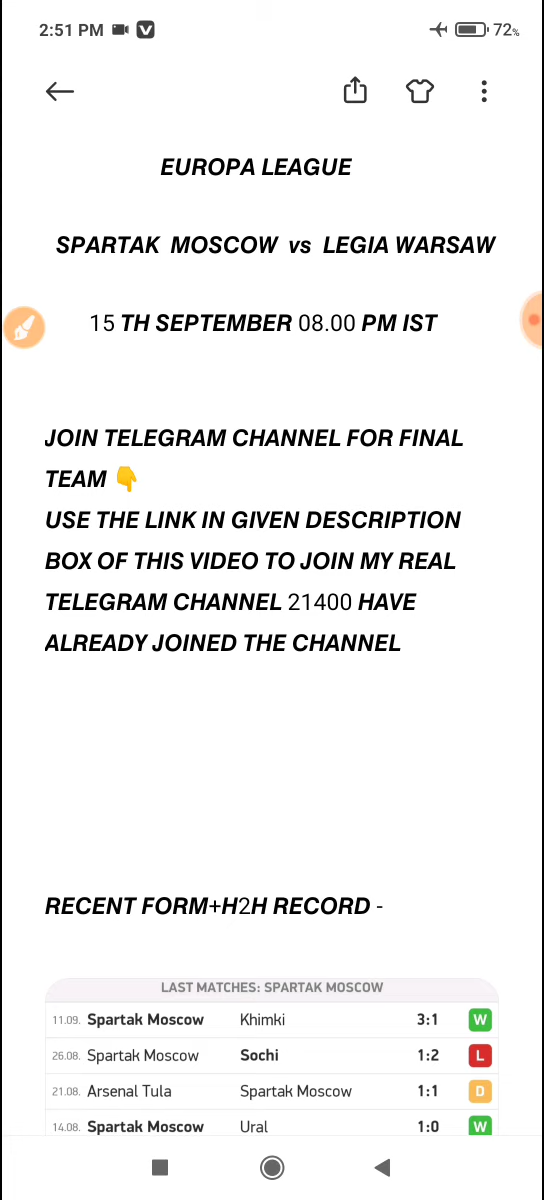 2:51 PM
72%
EUROPA LEAGUE
SPARTAK MOSCOW vs LEGIA WARSAW
15 TH SEPTEMBER 08.00 PM IST
JOIN TELEGRAM CHANNEL FOR FINAL
TEAM 👇
USE THE LINK IN GIVEN DESCRIPTION
BOX OF THIS VIDEO TO JOIN MY REAL
TELEGRAM CHANNEL 21400 HAVE
ALREADY JOINED THE CHANNEL
RECENT FORM+H2H RECORD -
LAST MATCHES: SPARTAK MOSCOW
11.09. Spartak Moscow Khimki 3:1 W
26.08. Spartak Moscow Sochi 1:2 L
21.08. Arsenal Tula Spartak Moscow 1:1 D
14.08. Spartak Moscow Ural 1:0 W